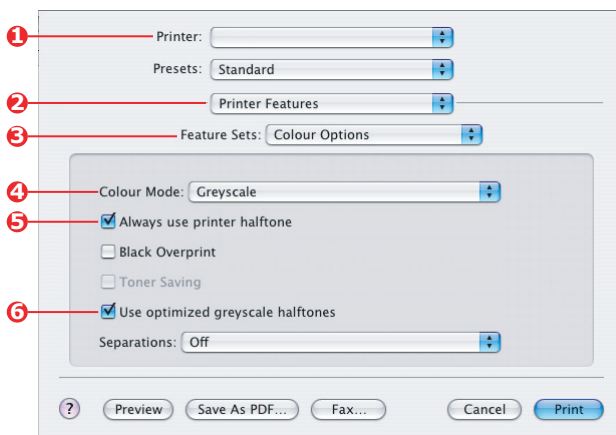 1 Printer:
Presets: Standard
2 Printer Features
3 Feature Sets: Colour Options
4 Colour Mode: Greyscale
5 Always use printer halftone
Black Overprint
Toner Saving
6 Use optimized greyscale halftones
Separations: Off
? Preview Save As PDF... Fax... Cancel Print